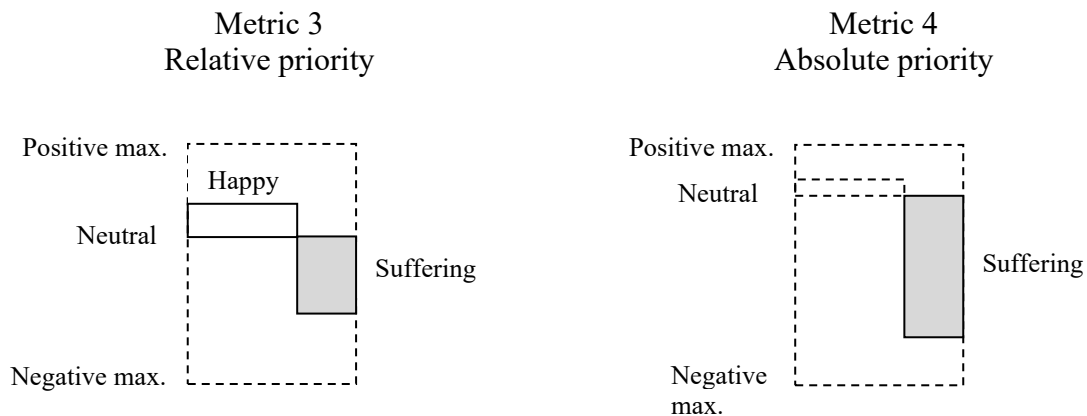 Metric 3
Relative priority
Positive max.
Happy
Neutral
Suffering
Negative max.
Metric 4
Absolute priority
Positive max.
Neutral
Suffering
Negative
max.